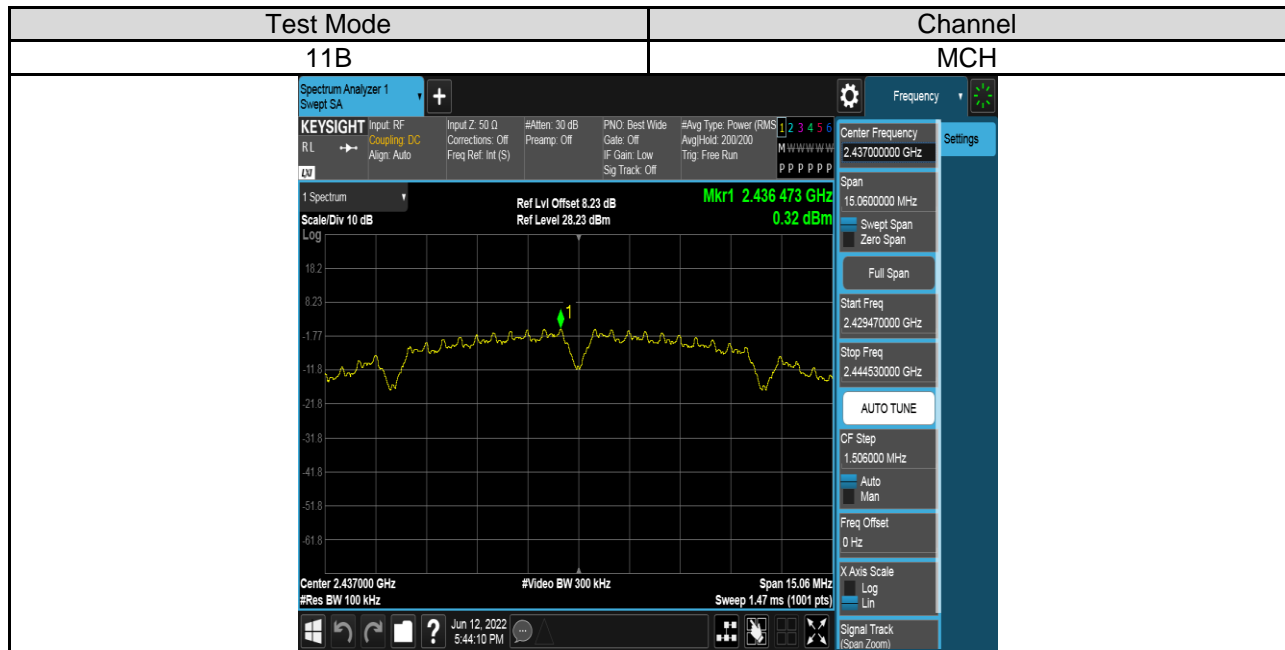 Test Mode Channel
11B MCH
Spectrum Analyzer 1
Swept SA
+
Frequency
KEYSIGHT
RL
LXI
Input: RF
Coupling: DC
Align: Auto
Input Z: 50 Ω
Corrections: Off
Freq Ref: Int (S)
#Atten: 30 dB
Preamp: Off
PNO: Best Wide
Gate: Off
IF Gain: Low
Sig Track: Off
#Avg Type: Power (RMS
Avg|Hold: 200/200
Trig: Free Run
1 2 3 4 5 6
M W W W W W
P P P P P P
1 Spectrum
Scale/Div 10 dB
Ref Lvl Offset 8.23 dB
Ref Level 28.23 dBm
Mkr1 2.436 473 GHz
0.32 dBm
Log
18.2
8.23
-1.77
-11.8
-21.8
-31.8
-41.8
-51.8
-61.8
1
Center 2.437000 GHz
#Res BW 100 kHz
#Video BW 300 kHz
Span 15.06 MHz
Sweep 1.47 ms (1001 pts)
Center Frequency
2.437000000 GHz
Settings
Span
15.0600000 MHz
Swept Span
Zero Span
Full Span
Start Freq
2.429470000 GHz
Stop Freq
2.444530000 GHz
AUTO TUNE
CF Step
1.506000 MHz
Auto
Man
Freq Offset
0 Hz
X Axis Scale
Log
Lin
Signal Track
(Span Zoom)
?
Jun 12, 2022
5:44:10 PM